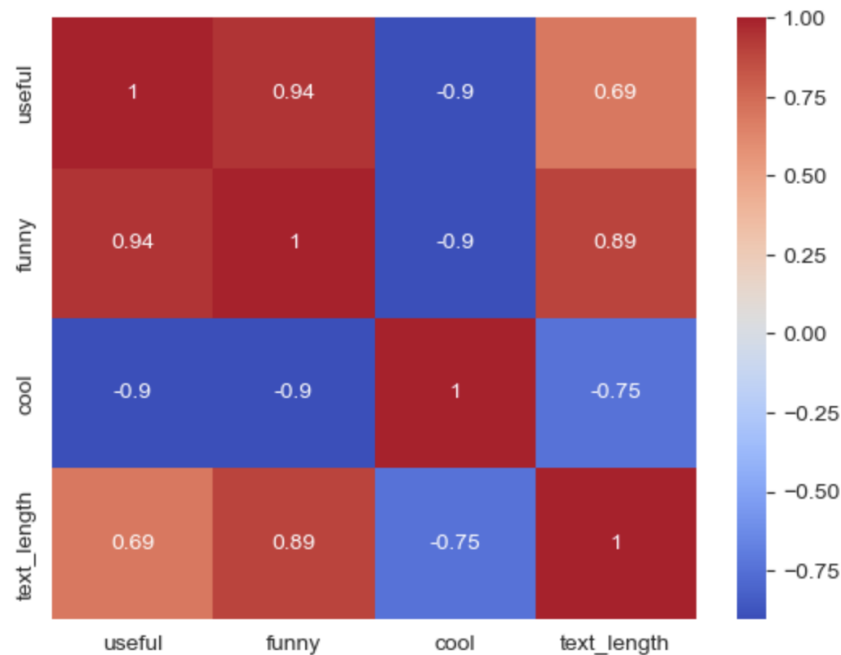 useful 1 0.94 -0.9 0.69
funny 0.94 1 -0.9 0.89
cool -0.9 -0.9 1 -0.75
text_length 0.69 0.89 -0.75 1
useful funny cool text_length
1.00
0.75
0.50
0.25
0.00
−0.25
−0.50
−0.75